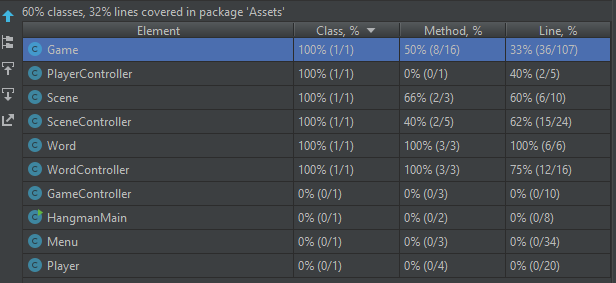 60% classes, 32% lines covered in package 'Assets'
Element Class, % Method, % Line, %
Game 100% (1/1) 50% (8/16) 33% (36/107)
PlayerController 100% (1/1) 0% (0/1) 40% (2/5)
Scene 100% (1/1) 66% (2/3) 60% (6/10)
SceneController 100% (1/1) 40% (2/5) 62% (15/24)
Word 100% (1/1) 100% (3/3) 100% (6/6)
WordController 100% (1/1) 100% (3/3) 75% (12/16)
GameController 0% (0/1) 0% (0/3) 0% (0/10)
HangmanMain 0% (0/1) 0% (0/2) 0% (0/8)
Menu 0% (0/1) 0% (0/3) 0% (0/34)
Player 0% (0/1) 0% (0/4) 0% (0/20)